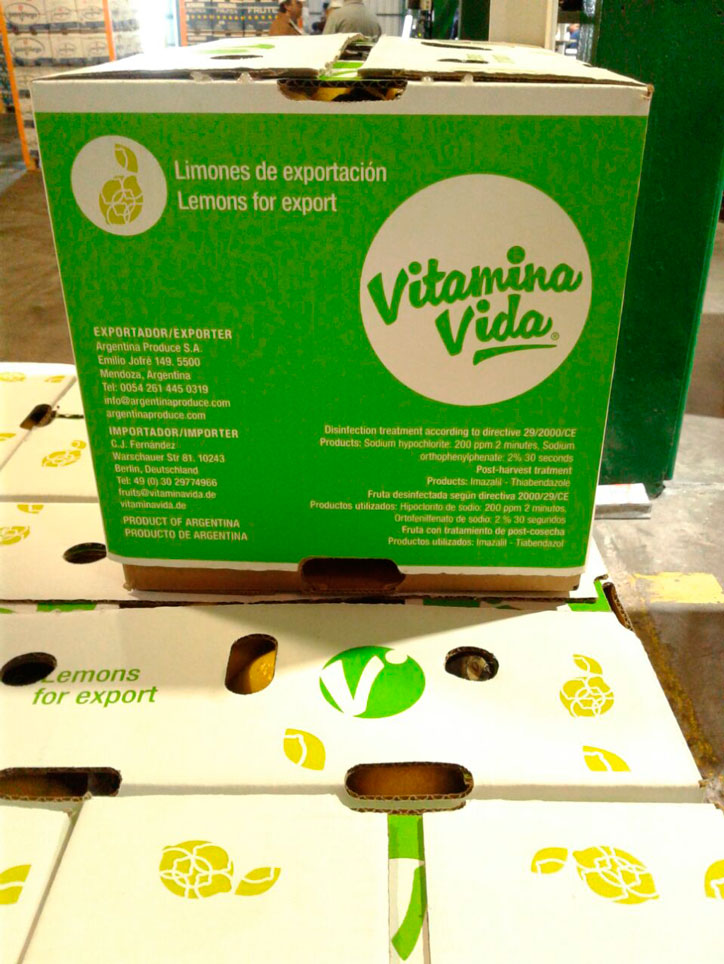 FRUTO
Limones de exportación
Lemons for export
Vitamina
Vida®
EXPORTADOR/EXPORTER
Argentina Produce S.A.
Emilio Jofrè 149. 5500
Mendoza, Argentina
Tel: 0054 261 445 0319
info@argentinaproduce.com
argentinaproduce.com
IMPORTADOR/IMPORTER
C.J. Fernández
Warschauer Str 81. 10243
Berlin, Deutschland
Tel: 49 (0) 30 29774966
fruits@vitaminavida.de
vitaminavida.de
PRODUCT OF ARGENTINA
PRODUCTO DE ARGENTINA
Disinfection treatment according to directive 29/2000/CE
Products: Sodium hypochlorite: 200 ppm 2 minutes, Sodium
orthophenylphenate: 2% 30 seconds
Post-harvest tratment
Products: Imazalil - Thiabendazole
Fruta desinfectada según directiva 2000/29/CE
Productos utilizados: Hipoclorito de sodio: 200 ppm 2 minutos,
Ortofenilfenato de sodio: 2 % 30 segundos
Fruta con tratamiento de post-cosecha
Productos utilizados: Imazalil - Tiabendazol
Lemons
for export
V